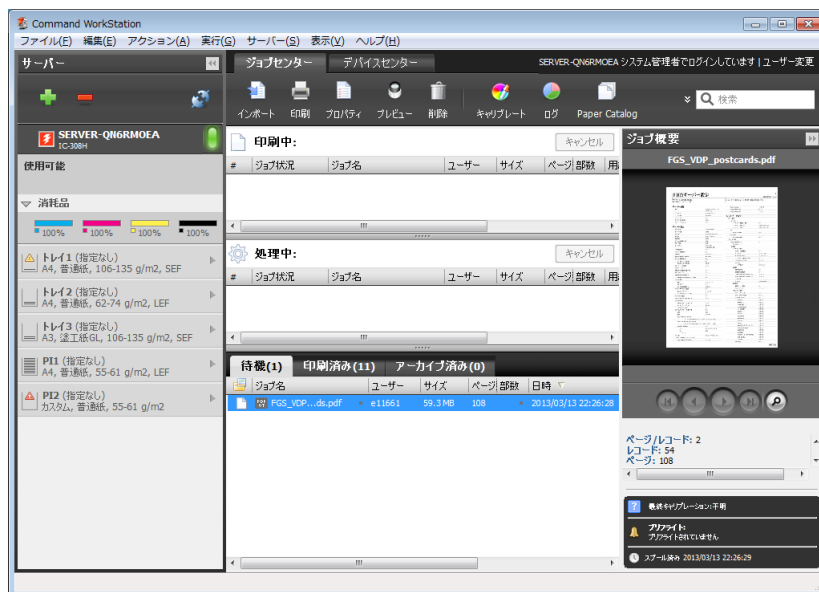 Command WorkStation
ファイル(F) 編集(E) アクション(A) 実行(G) サーバー(S) 表示(V) ヘルプ(H)
サーバー
ジョブセンター デバイスセンター
SERVER-QN6RMOEA システム管理者でログインしています | ユーザー変更
インポート 印刷 プロパティ プレビュー 削除 キャリブレート ログ Paper Catalog
検索
SERVER-QN6RMOEA
IC-308H
使用可能
消耗品
100% 100% 100% 100%
トレイ1 (指定なし)
A4, 普通紙, 106-135 g/m2, SEF
トレイ2 (指定なし)
A4, 普通紙, 62-74 g/m2, LEF
トレイ3 (指定なし)
A3, 塗工紙GL, 106-135 g/m2, SEF
PI1 (指定なし)
A4, 普通紙, 55-61 g/m2, LEF
PI2 (指定なし)
カスタム, 普通紙, 55-61 g/m2
印刷中:
キャンセル
# ジョブ状況 ジョブ名 ユーザー サイズ ページ 部数 用
処理中:
キャンセル
# ジョブ状況 ジョブ名 ユーザー サイズ ページ 部数 用
待機(1) 印刷済み(11) アーカイブ済み(0)
ジョブ名 ユーザー サイズ ページ 部数 日時
FGS_VDP...ds.pdf e11661 59.3 MB 108 2013/03/13 22:26:28
ジョブ概要
FGS_VDP_postcards.pdf
ページ/レコード: 2
レコード: 54
ページ: 108
最終キャリブレーション:不明
プリフライト:
プリフライトされていません
スプール済み 2013/03/13 22:26:29